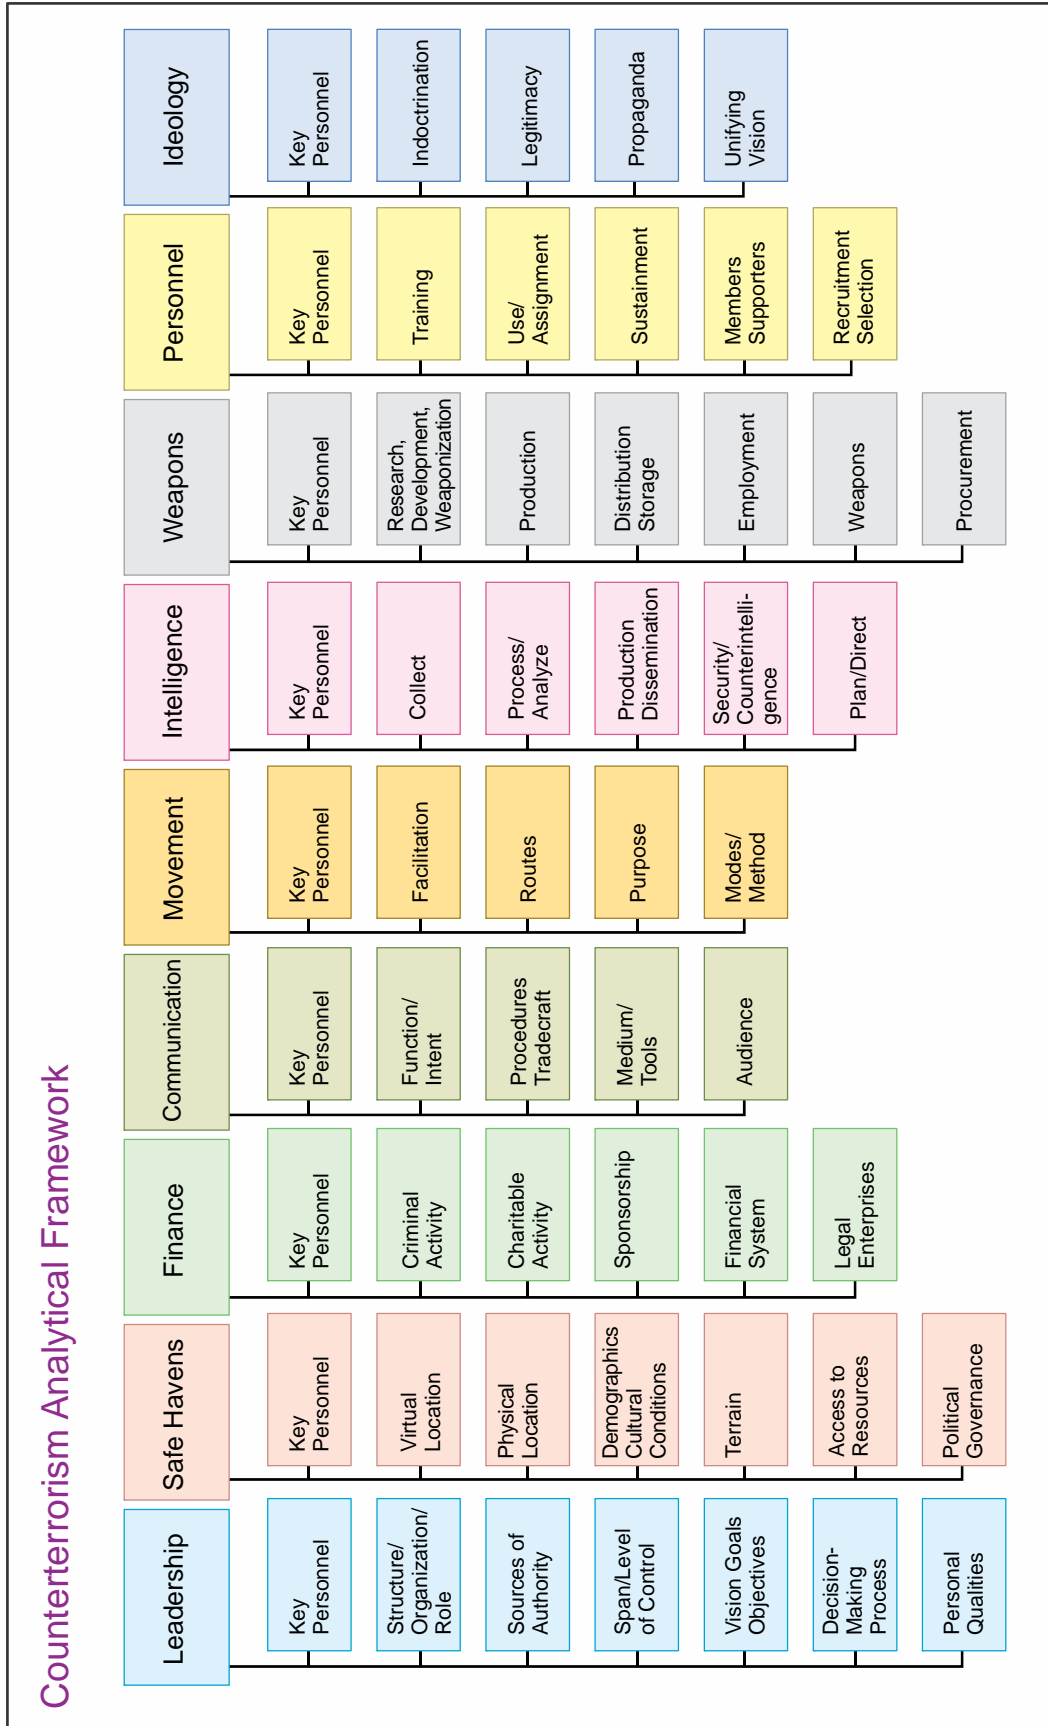 Counterterrorism Analytical Framework
Leadership
Key
Personnel
Structure/
Organization/
Role
Sources of
Authority
Span/Level
of Control
Vision Goals
Objectives
Decision-
Making
Process
Personal
Qualities
Safe Havens
Key
Personnel
Virtual
Location
Physical
Location
Demographics
Cultural
Conditions
Terrain
Access to
Resources
Political
Governance
Finance
Key
Personnel
Criminal
Activity
Charitable
Activity
Sponsorship
Financial
System
Legal
Enterprises
Communication
Key
Personnel
Function/
Intent
Procedures
Tradecraft
Medium/
Tools
Audience
Movement
Key
Personnel
Facilitation
Routes
Purpose
Modes/
Method
Intelligence
Key
Personnel
Collect
Process/
Analyze
Production
Dissemination
Security/
Counterintelli-
gence
Plan/Direct
Weapons
Key
Personnel
Research,
Development,
Weaponization
Production
Distribution
Storage
Employment
Weapons
Procurement
Personnel
Key
Personnel
Training
Use/
Assignment
Sustainment
Members
Supporters
Recruitment
Selection
Ideology
Key
Personnel
Indoctrination
Legitimacy
Propaganda
Unifying
Vision